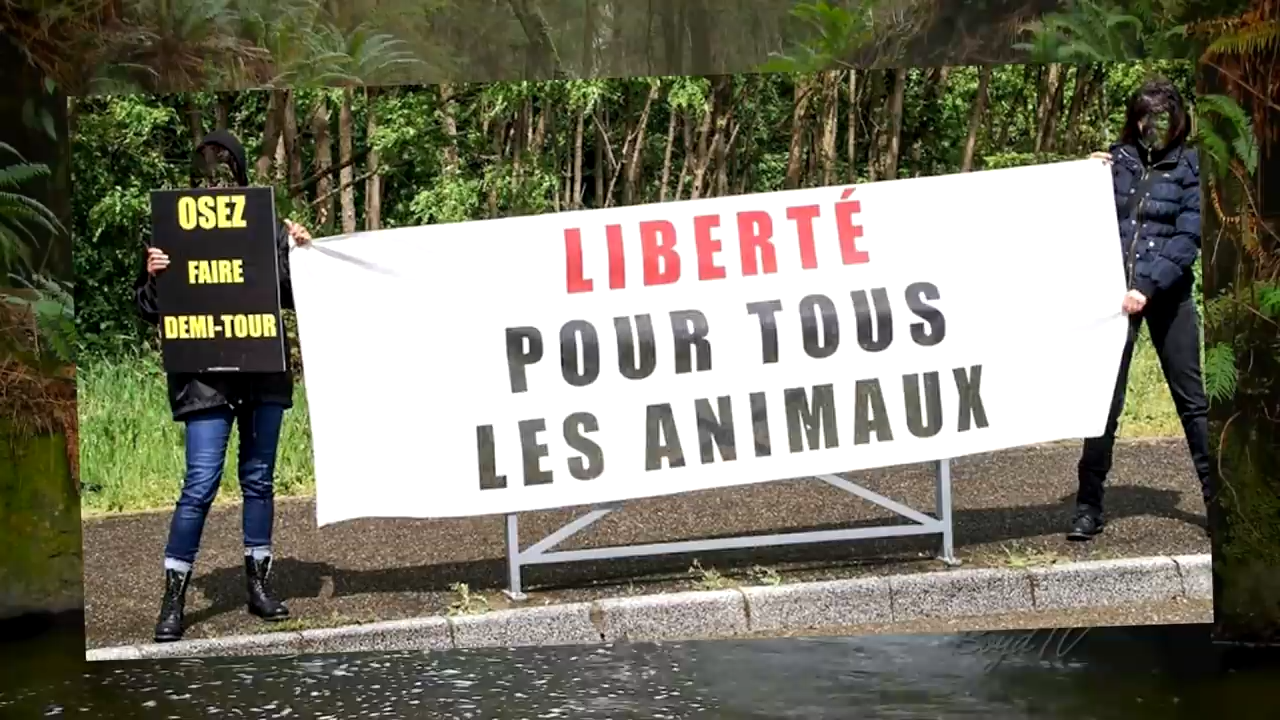 OSEZ
FAIRE
DEMI-TOUR
LIBERTÉ
POUR TOUS
LES ANIMAUX